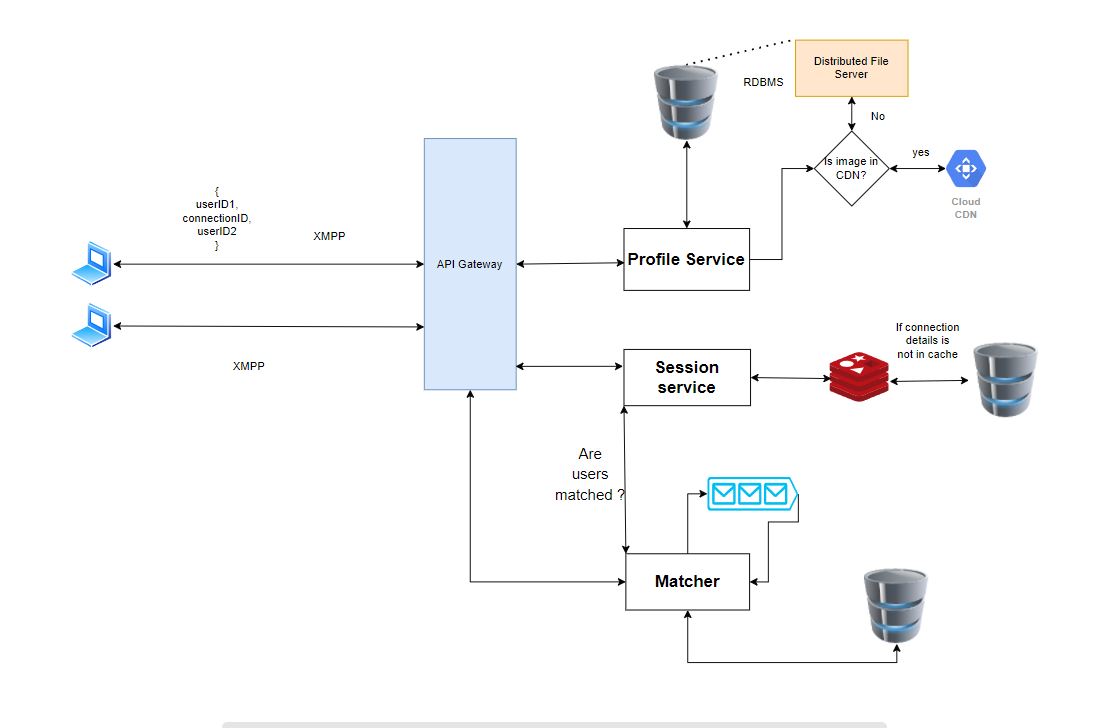 Distributed File
Server
RDBMS
No
Is image in
CDN?
yes
Cloud
CDN
{
userID1,
connectionID,
userID2
}
XMPP
API Gateway
Profile Service
XMPP
Session
service
If connection
details is
not in cache
Are
users
matched ?
Matcher